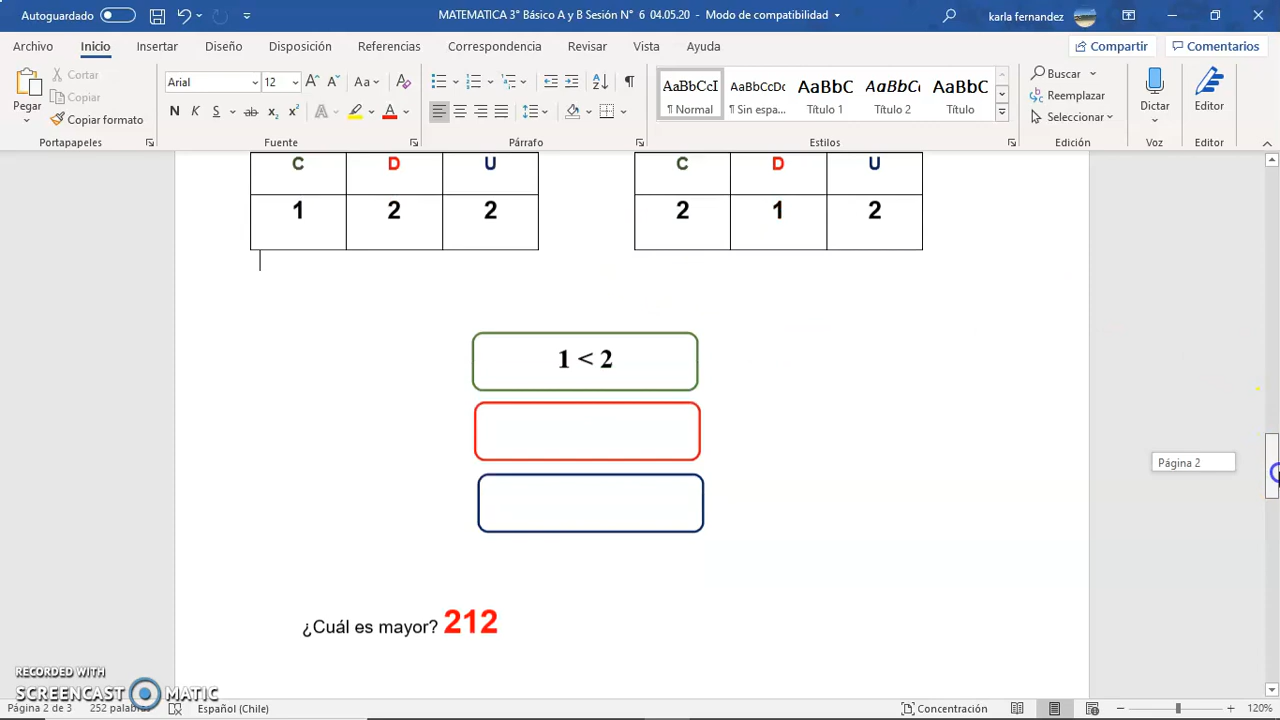 Autoguardado
MATEMATICA 3° Básico A y B Sesión N° 6 04.05.20 - Modo de compatibilidad
karla fernandez
Archivo Inicio Insertar Diseño Disposición Referencias Correspondencia Revisar Vista Ayuda
Compartir Comentarios
Pegar
Cortar
Copiar
Copiar formato
Portapapeles
Arial 12
Fuente
Párrafo
AaBbCcI AaBbCcDc AaBbC AaBbCc AaBbC
¶ Normal ¶ Sin espa... Título 1 Título 2 Título
Estilos
Buscar
Reemplazar
Seleccionar
Edición
Dictar
Voz
Editor
Editor
C D U C D U
1 2 2 2 1 2
1 < 2
Página 2
¿Cuál es mayor? 212
RECORDED WITH
SCREENCAST MATIC
Página 2 de 3 252 palabras Español (Chile) Concentración 120%